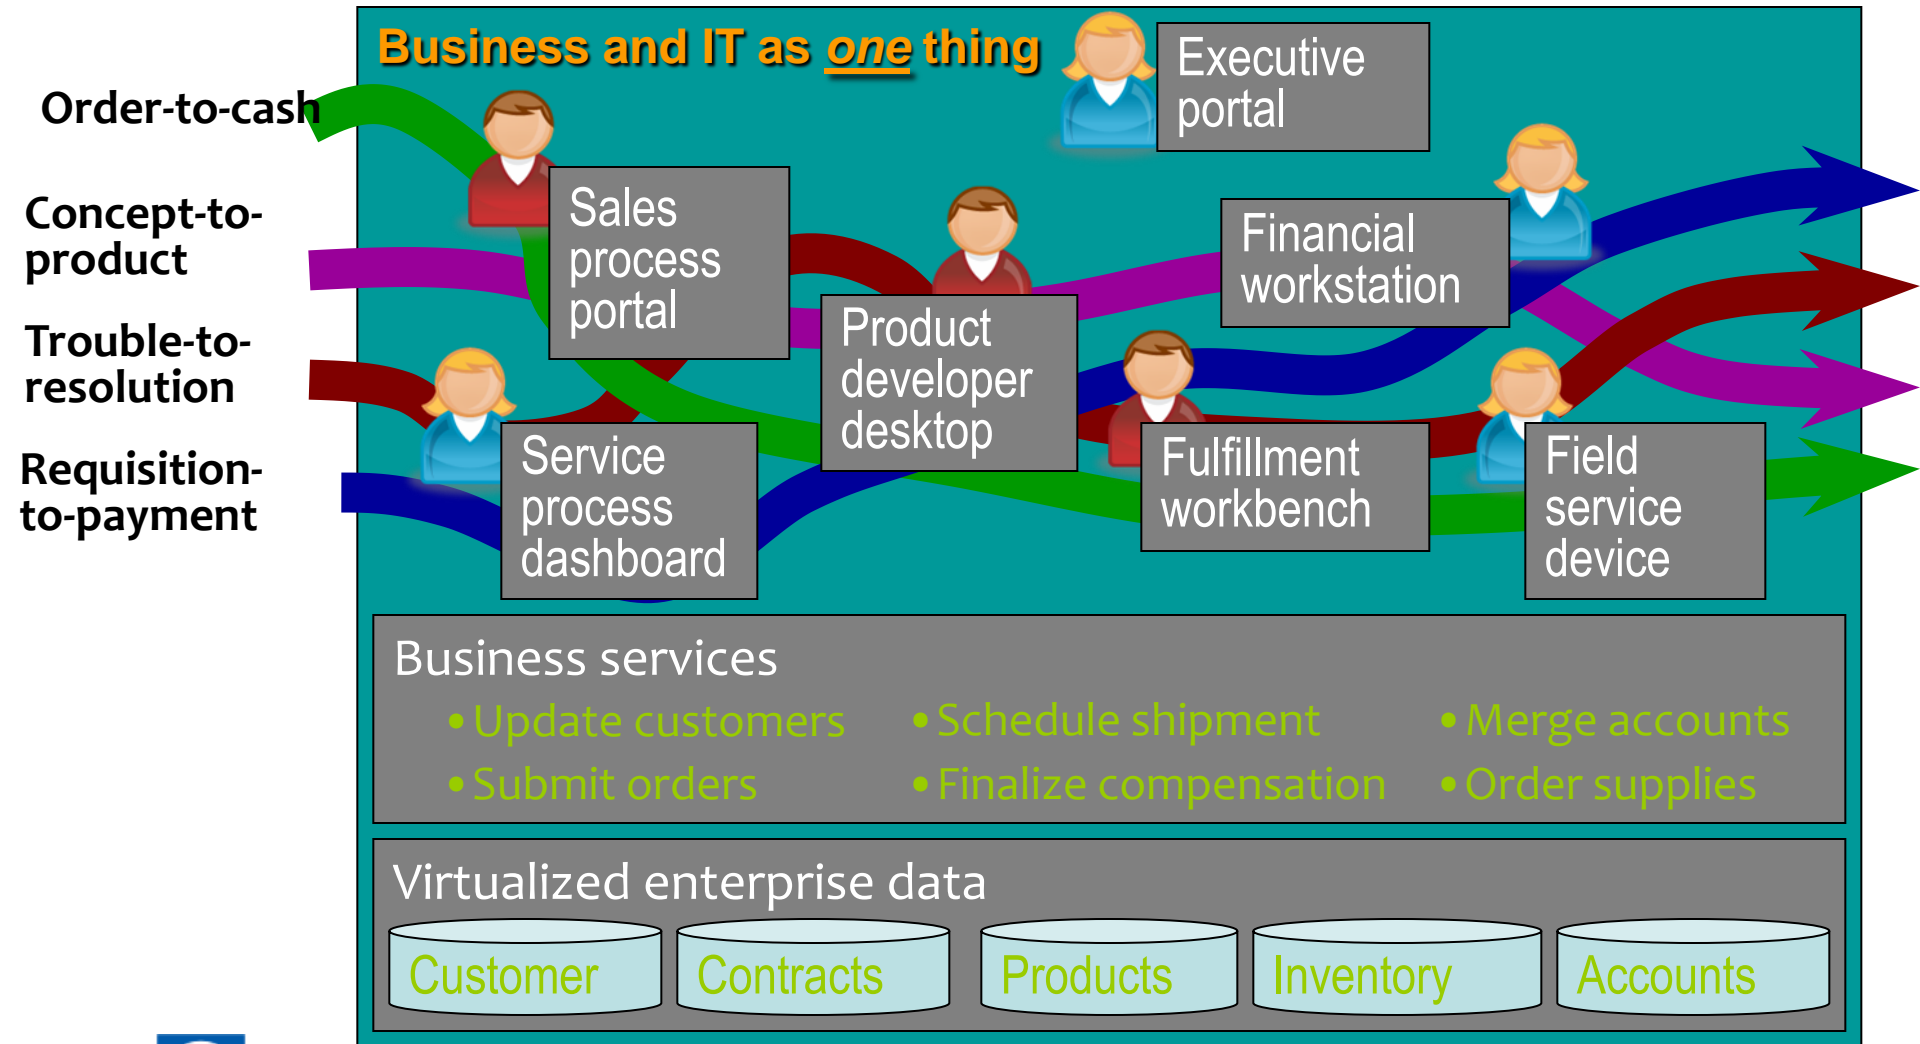 Business and IT as one thing
Executive
portal
Order-to-cash
Concept-to-
product
Trouble-to-
resolution
Requisition-
to-payment
Sales
process
portal
Product
developer
desktop
Financial
workstation
Service
process
dashboard
Fulfillment
workbench
Field
service
device
Business services
•Update customers
•Submit orders
•Schedule shipment
•Finalize compensation
•Merge accounts
•Order supplies
Virtualized enterprise data
Customer
Contracts
Products
Inventory
Accounts